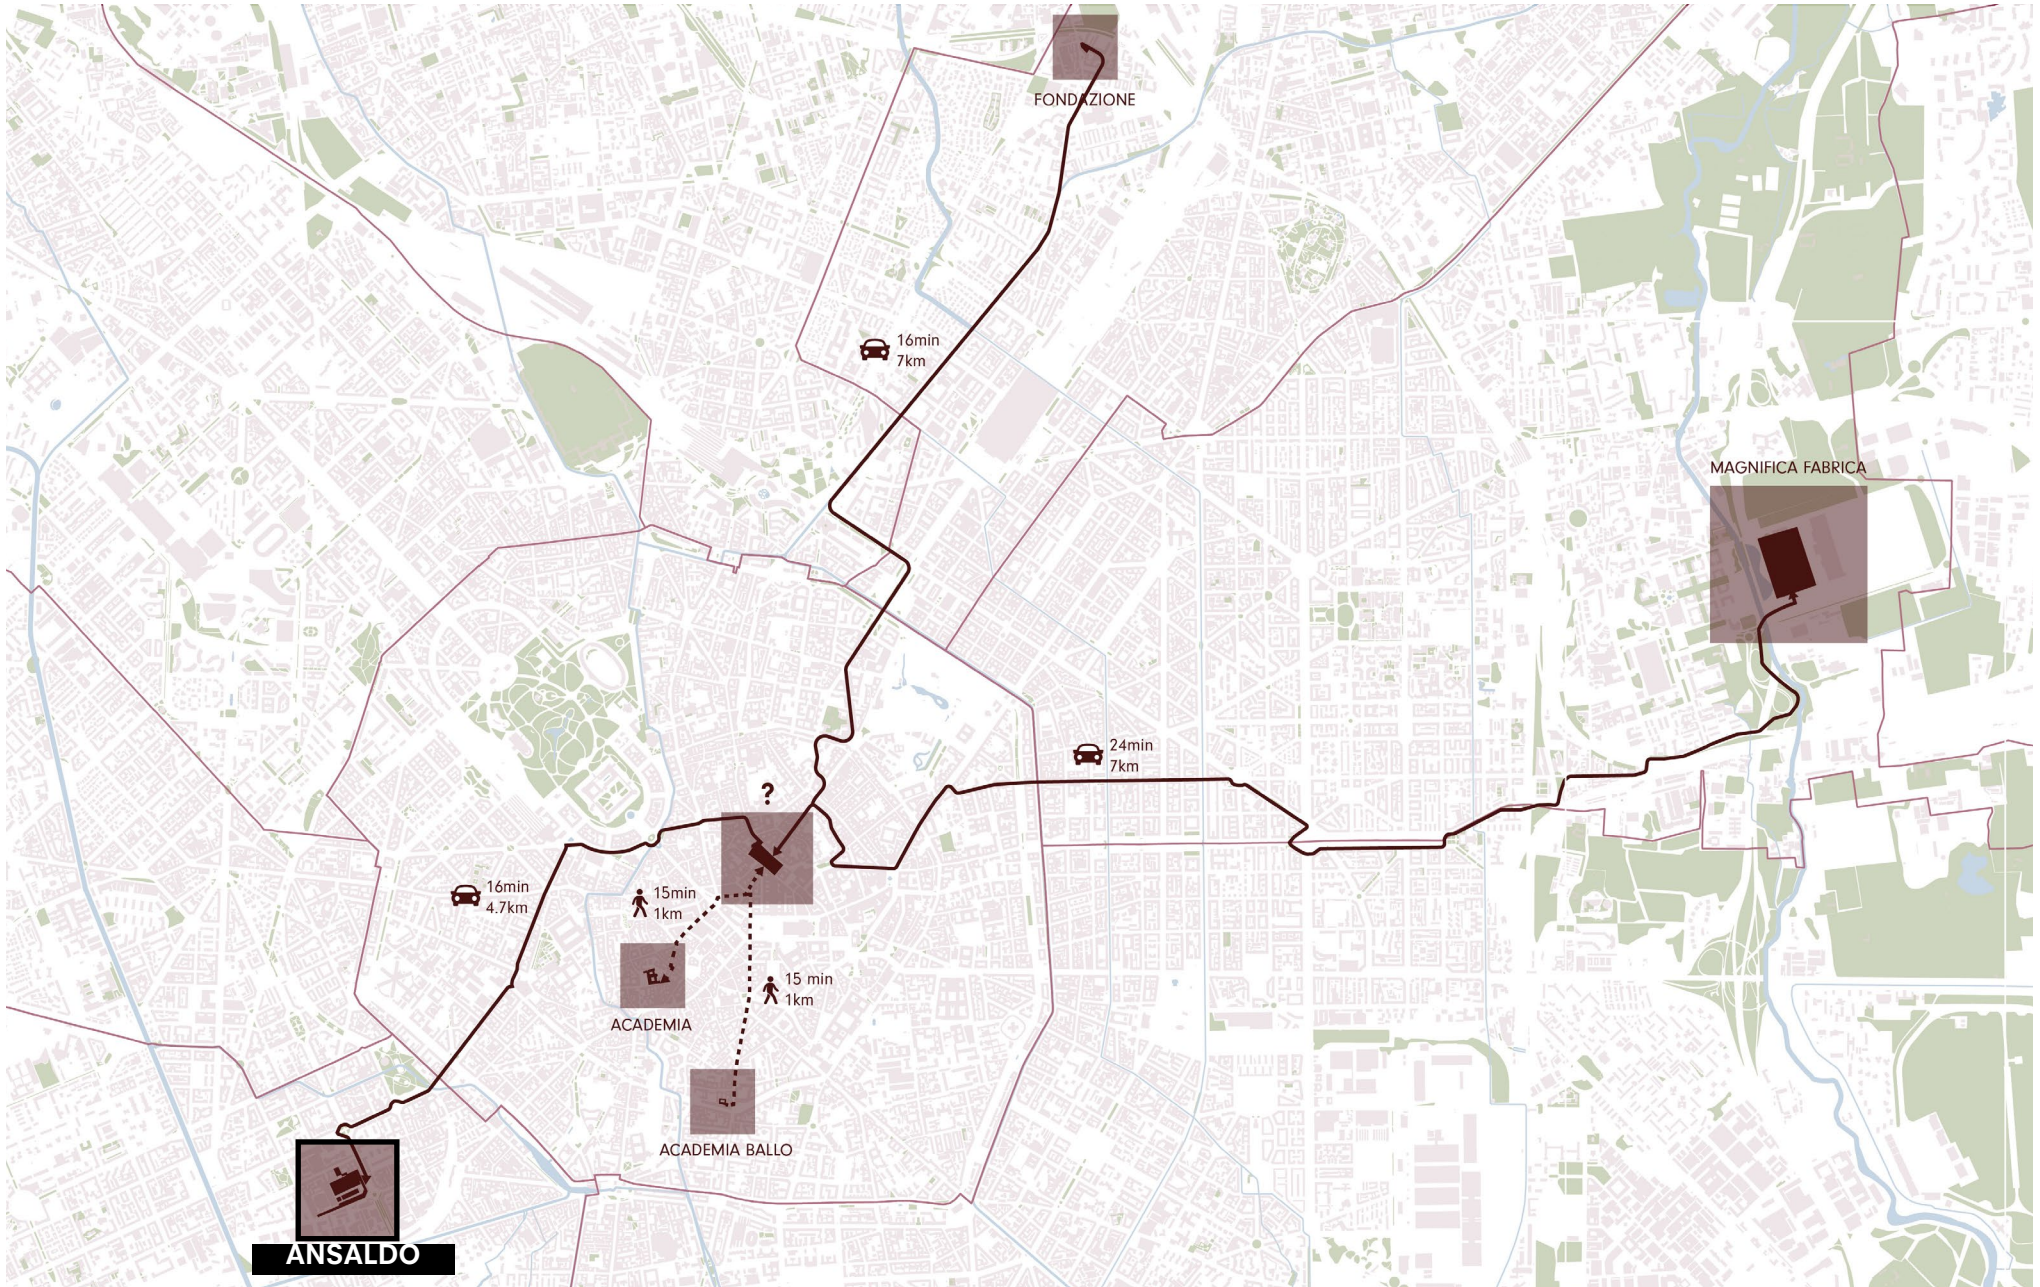 FONDAZIONE
16min
7km
MAGNIFICA FABRICA
24min
7km
?
16min
4.7km
15min
1km
15 min
1km
ACADEMIA
ACADEMIA BALLO
ANSALDO